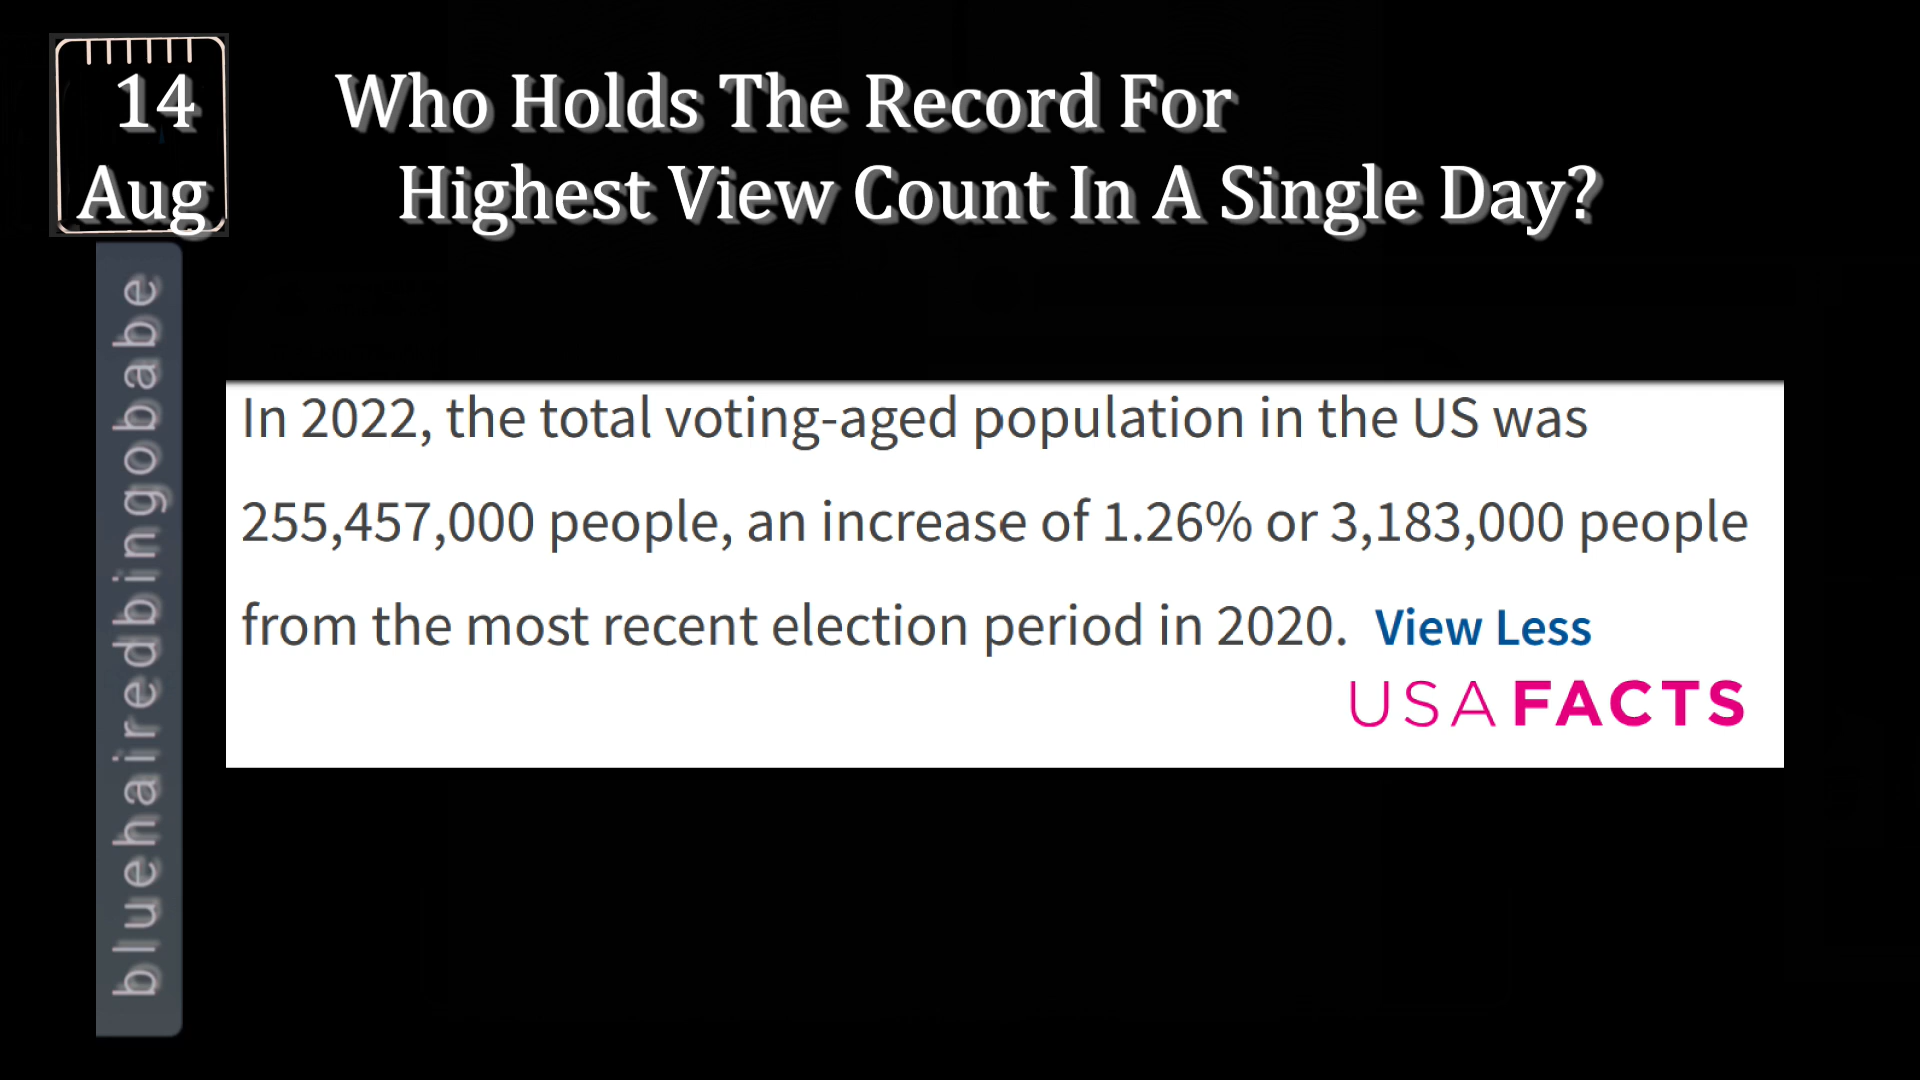 14
Aug
Who Holds The Record For
Highest View Count In A Single Day?
bluehairedbingobabe
In 2022, the total voting-aged population in the US was
255,457,000 people, an increase of 1.26% or 3,183,000 people
from the most recent election period in 2020. View Less
USAFACTS